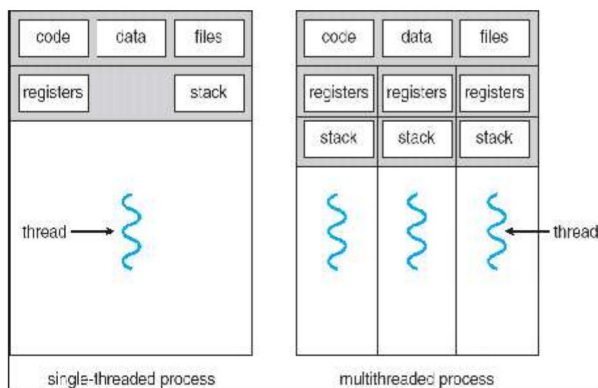 code data files
registers stack
thread
single-threaded process
code data files
registers registers registers
stack stack stack
thread
multithreaded process